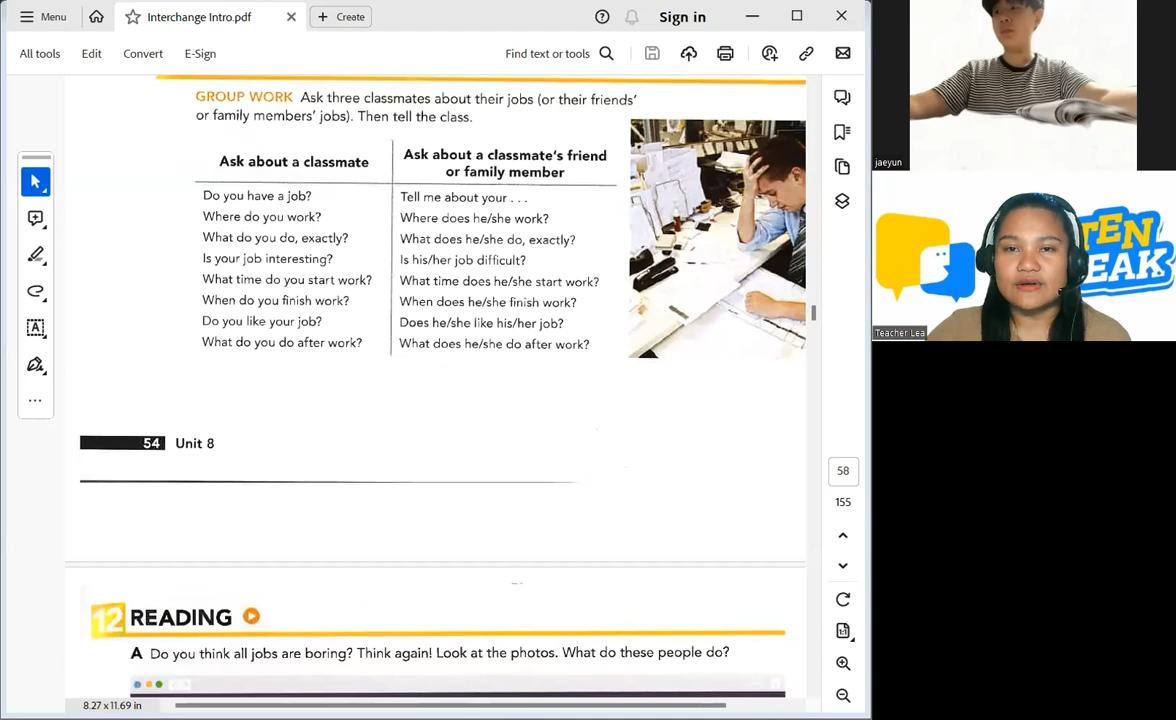 Menu
Interchange Intro.pdf
Create
Sign in
All tools
Edit
Convert
E-Sign
Find text or tools
GROUP WORK Ask three classmates about their jobs (or their friends'
or family members' jobs). Then tell the class.
Ask about a classmate
Do you have a job?
Where do you work?
What do you do, exactly?
Is your job interesting?
What time do you start work?
When do you finish work?
Do you like your job?
What do you do after work?
Ask about a classmate's friend
or family member
Tell me about your . . .
Where does he/she work?
What does he/she do, exactly?
Is his/her job difficult?
What time does he/she start work?
When does he/she finish work?
Does he/she like his/her job?
What does he/she do after work?
54 Unit 8
12 READING
A Do you think all jobs are boring? Think again! Look at the photos. What do these people do?
8.27 x 11.69 in
58
155
1:1
jaeyun
TEN
EAK
Teacher Lea